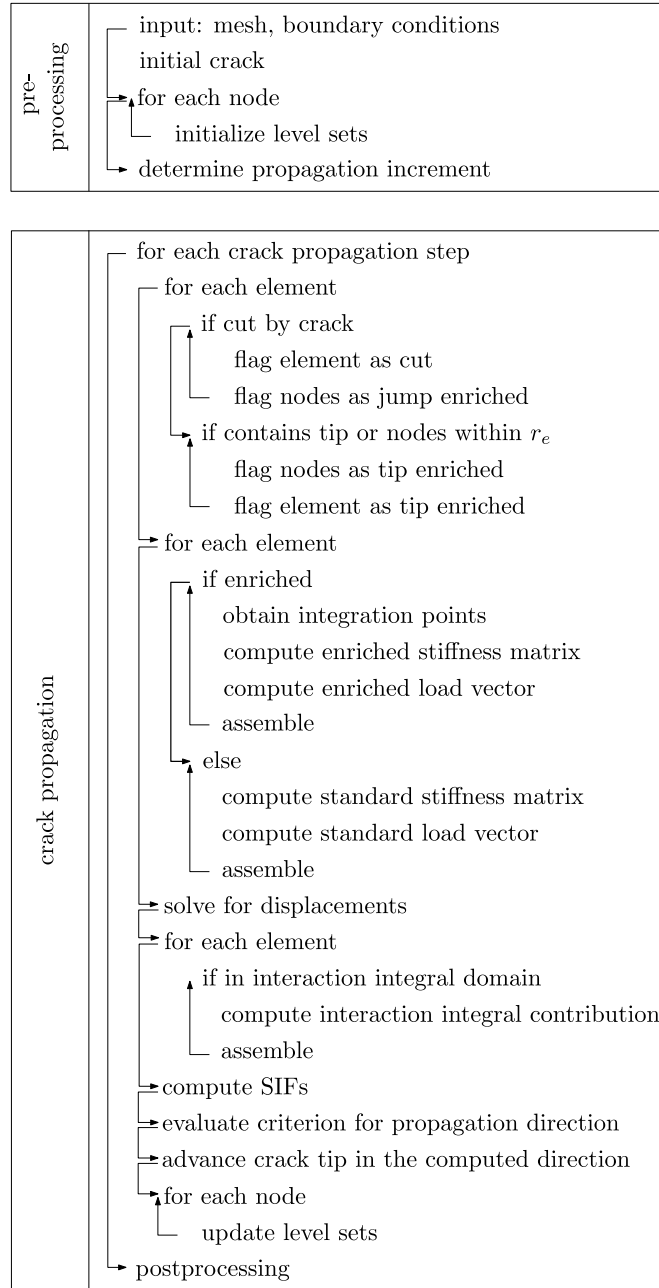 pre-
processing
input: mesh, boundary conditions
initial crack
for each node
initialize level sets
determine propagation increment
crack propagation
for each crack propagation step
for each element
if cut by crack
flag element as cut
flag nodes as jump enriched
if contains tip or nodes within r_e
flag nodes as tip enriched
flag element as tip enriched
for each element
if enriched
obtain integration points
compute enriched stiffness matrix
compute enriched load vector
assemble
else
compute standard stiffness matrix
compute standard load vector
assemble
solve for displacements
for each element
if in interaction integral domain
compute interaction integral contribution
assemble
compute SIFs
evaluate criterion for propagation direction
advance crack tip in the computed direction
for each node
update level sets
postprocessing